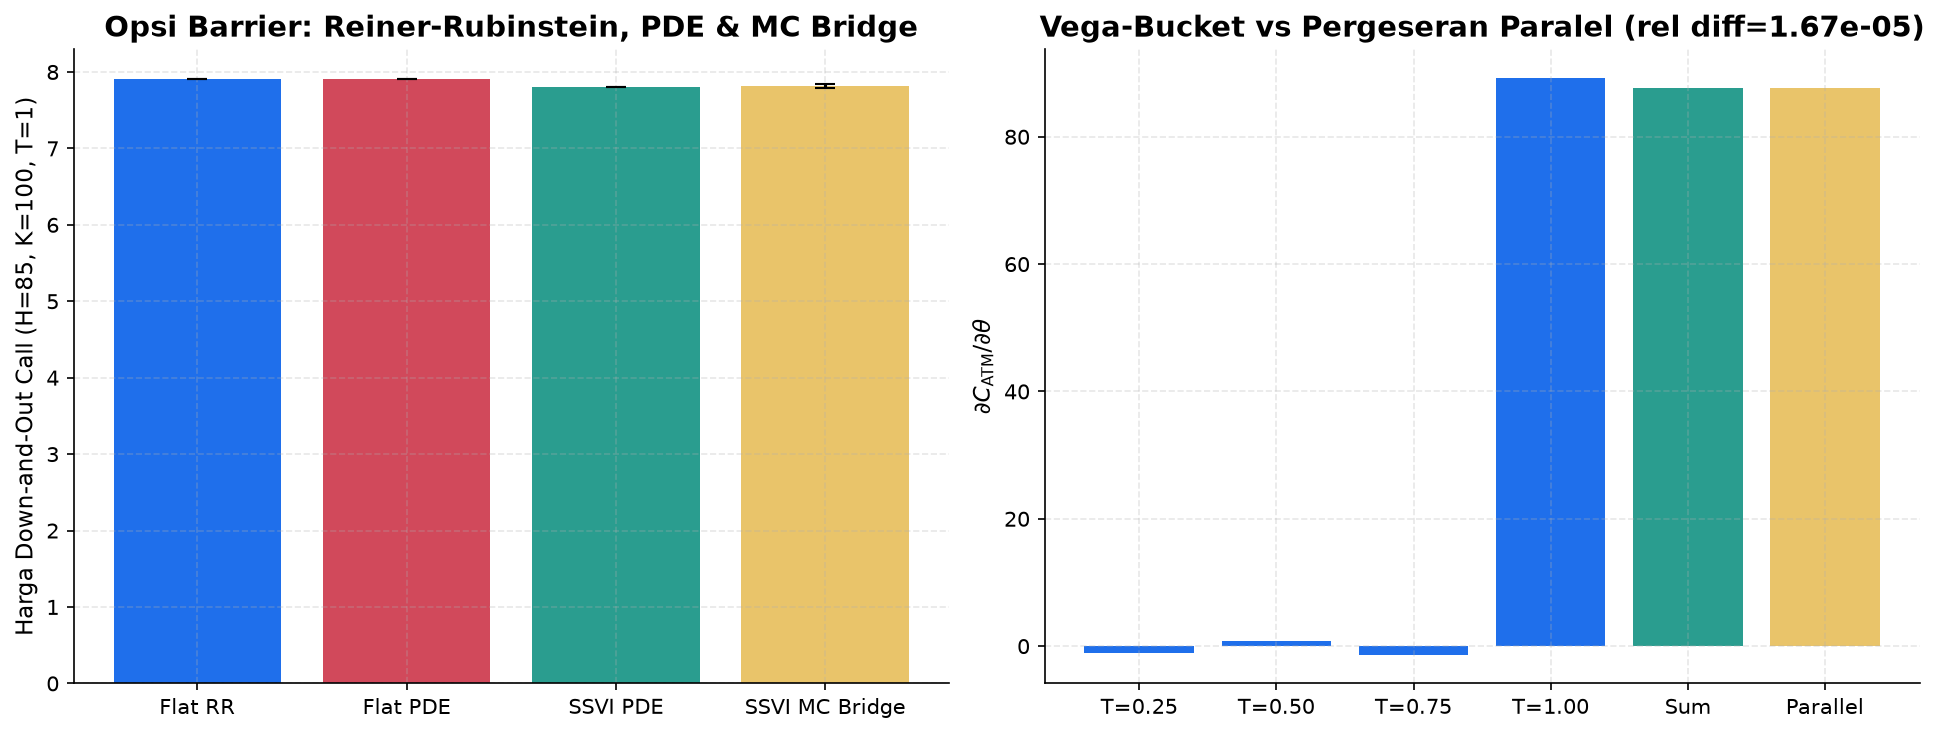 Opsi Barrier: Reiner-Rubinstein, PDE & MC Bridge
Harga Down-and-Out Call (H=85, K=100, T=1)
8
7
6
5
4
3
2
1
0
Flat RR
Flat PDE
SSVI PDE
SSVI MC Bridge
Vega-Bucket vs Pergeseran Paralel (rel diff=1.67e-05)
∂C_ATM/∂θ
80
60
40
20
0
T=0.25
T=0.50
T=0.75
T=1.00
Sum
Parallel